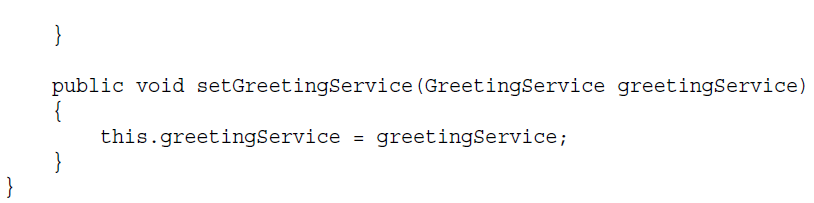 }

    public void setGreetingService(GreetingService greetingService)
    {
        this.greetingService = greetingService;
    }
}